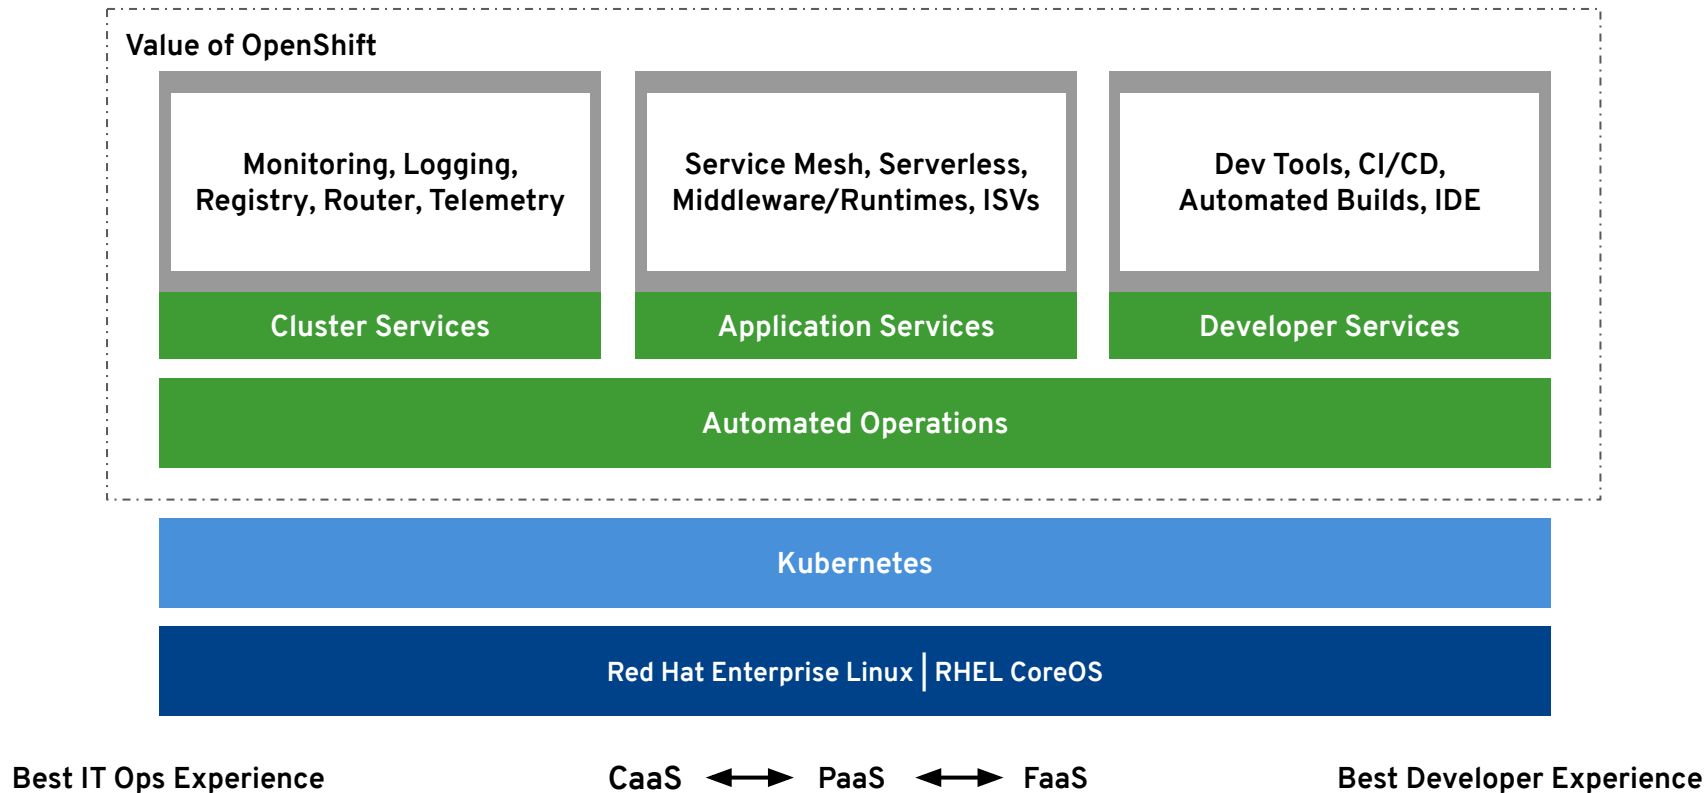 Value of OpenShift
Monitoring, Logging,
Registry, Router, Telemetry
Service Mesh, Serverless,
Middleware/Runtimes, ISVs
Dev Tools, CI/CD,
Automated Builds, IDE
Cluster Services
Application Services
Developer Services
Automated Operations
Kubernetes
Red Hat Enterprise Linux | RHEL CoreOS
Best IT Ops Experience
CaaS
PaaS
FaaS
Best Developer Experience